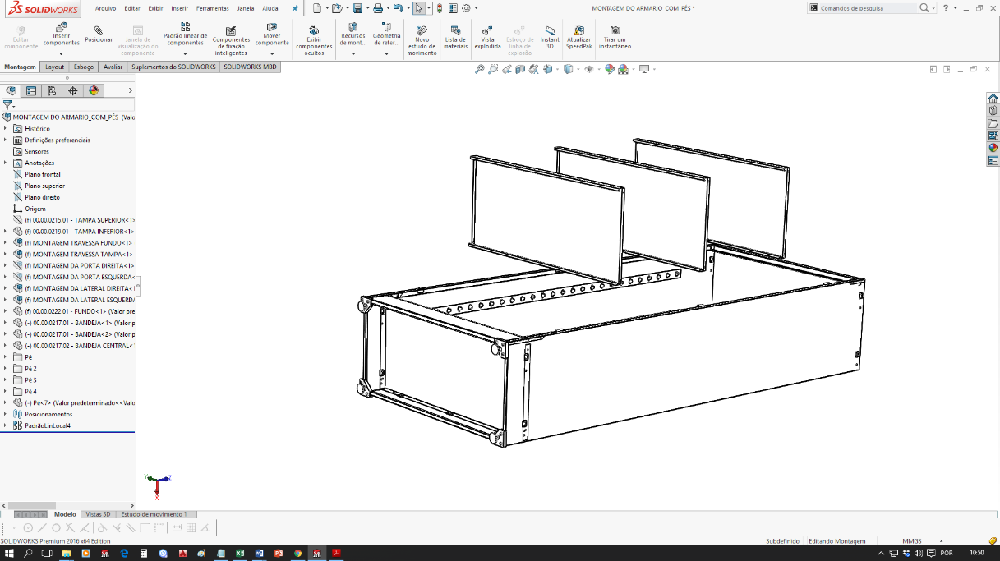 SOLIDWORKS
Arquivo Editar Exibir Inserir Ferramentas Janela Ajuda
MONTAGEM DO ARMARIO_COM_PÉS *
Comandos de pesquisa
Editar componente
Inserir componentes
Posicionar
Janela de visualização do componente
Padrão linear de componentes
Componentes de fixação inteligentes
Mover componente
Exibir componentes ocultos
Recursos de mont...
Geometria de refer...
Novo estudo de movimento
Lista de materiais
Vista explodida
Esboço de linha de explosão
Instant 3D
Atualizar SpeedPak
Tirar um instantâneo
Montagem Layout Esboço Avaliar Suplementos do SOLIDWORKS SOLIDWORKS MBD
MONTAGEM DO ARMARIO_COM_PÉS (Valo
Histórico
Definições preferenciais
Sensores
Anotações
Plano frontal
Plano superior
Plano direito
Origem
(f) 00.00.0215.01 - TAMPA SUPERIOR<1>
(f) 00.00.0219.01 - TAMPA INFERIOR<1>
(f) MONTAGEM TRAVESSA FUNDO<1>
(f) MONTAGEM TRAVESSA TAMPA<1>
(f) MONTAGEM DA PORTA DIREITA<1>
(f) MONTAGEM DA PORTA ESQUERDA<
(f) MONTAGEM DA LATERAL DIREITA<1
(f) MONTAGEM DA LATERAL ESQUERDA
(f) 00.00.0222.01 - FUNDO<1> (Valor pre
(-) 00.00.0217.01 - BANDEJA<1> (Valor p
(-) 00.00.0217.01 - BANDEJA<2> (Valor p
(-) 00.00.0217.02 - BANDEJA CENTRAL<
Pé
Pé 2
Pé 3
Pé 4
(-) Pé<7> (Valor predeterminado<<Valo
Posicionamentos
PadrãoLinLocal4
Y Z
X
Modelo Vistas 3D Estudo de movimento 1
SOLIDWORKS Premium 2016 x64 Edition
Subdefinido Editando Montagem MMGS
POR 10:50